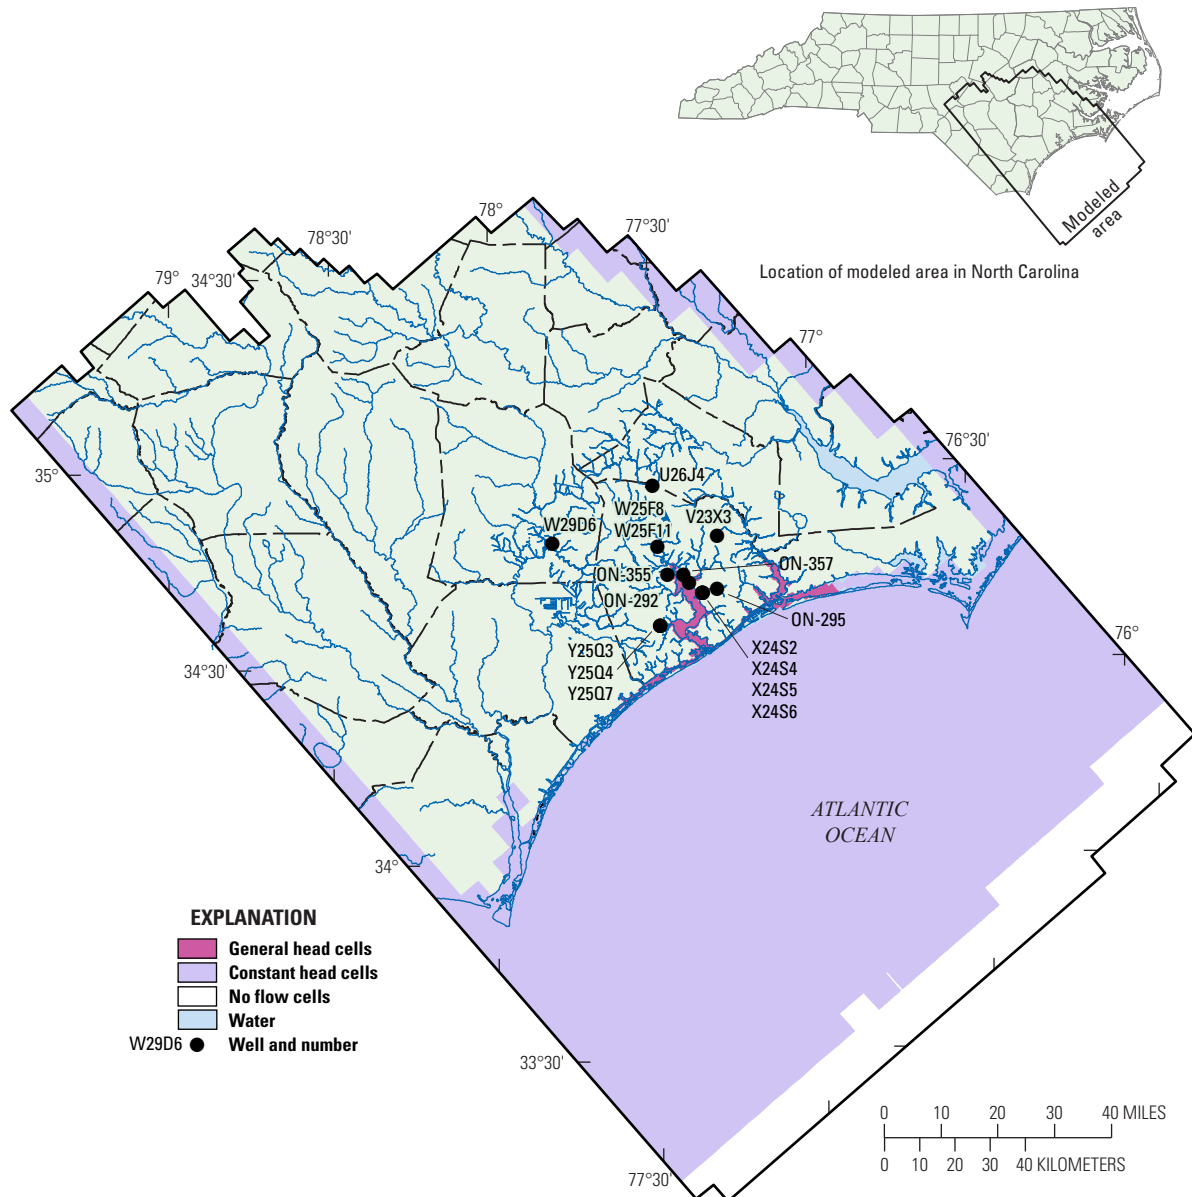 Modeled
area
Location of modeled area in North Carolina
78°
77°30'
78°30'
79°
34°30'
77°
76°30'
35°
U26J4
W25F8
V23X3
W29D6
W25F11
ON-355
ON-357
ON-292
ON-295
Y25Q3
Y25Q4
Y25Q7
X24S2
X24S4
X24S5
X24S6
76°
34°30'
ATLANTIC
OCEAN
34°
EXPLANATION
General head cells
Constant head cells
No flow cells
Water
W29D6 Well and number
33°30'
77°30'
0 10 20 30 40 MILES
0 10 20 30 40 KILOMETERS